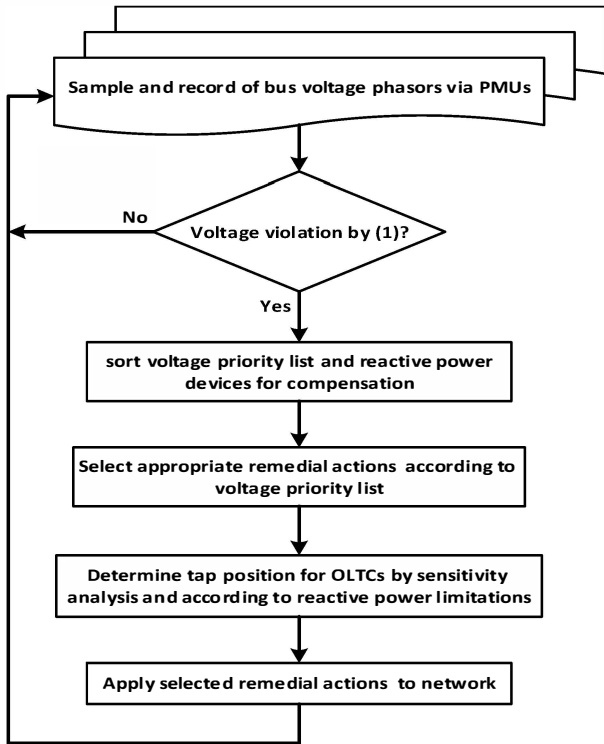 Sample and record of bus voltage phasors via PMUs
No
Voltage violation by (1)?
Yes
sort voltage priority list and reactive power
devices for compensation
Select appropriate remedial actions according to
voltage priority list
Determine tap position for OLTCs by sensitivity
analysis and according to reactive power limitations
Apply selected remedial actions to network